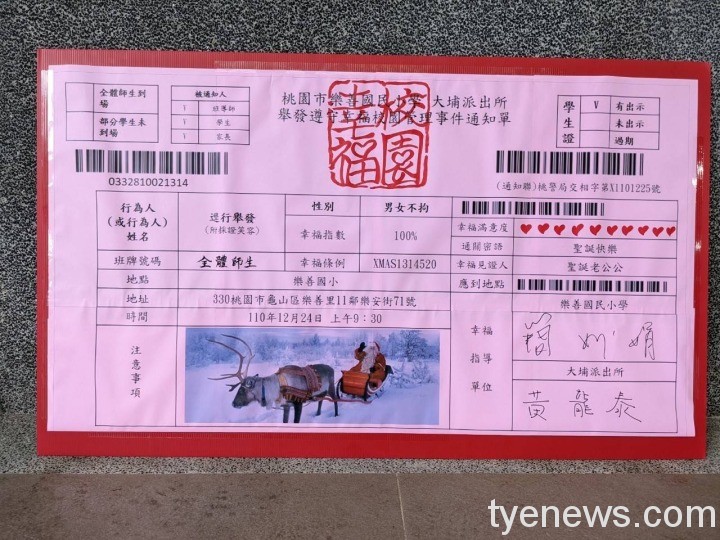 全體師生到場
部分學生未到場
被通知人
V 班導師
V 學生
V 家長
桃園市樂善國民小學 大埔派出所
舉發遵守幸福校園管理事件通知單
幸福校園
學生證
V 有出示
未出示
過期
0332810021314
(通知聯)桃警局交相字第X1101225號
行為人(或行為人)姓名
逕行舉發
(附採證笑容)
性別
男女不拘
幸福指數
100%
幸福滿意度
通關密語
聖誕快樂
班牌號碼
全體師生
幸福條例
XMAS1314520
幸福見證人
聖誕老公公
地點
樂善國小
應到地點
地址
330桃園市龜山區樂善里11鄰樂安街71號
樂善國民小學
時間
110年12月24日 上午9:30
注意事項
幸福指導單位
大埔派出所
黃龍泰
tyenews.com